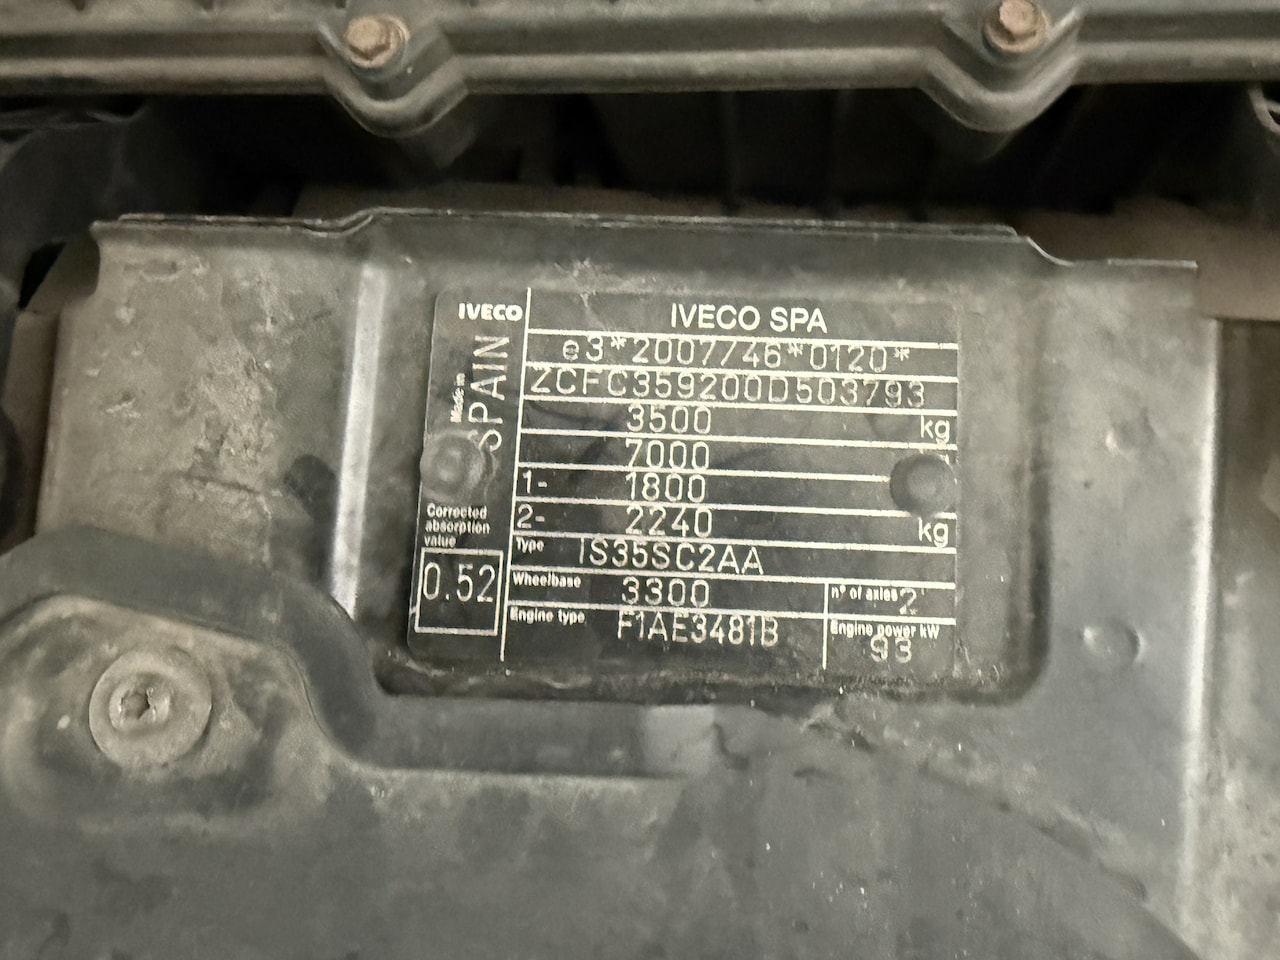 IVECO
IVECO SPA
Made in
SPAIN
e3*2007/46*0120*
ZCFC359200D503793
3500 kg
7000 kg
1- 1800
2- 2240 kg
Corrected
absorption
value
0.52
Type IS35SC2AA
Wheelbase 3300 n° of axles 2
Engine type F1AE3481B Engine power kW
93